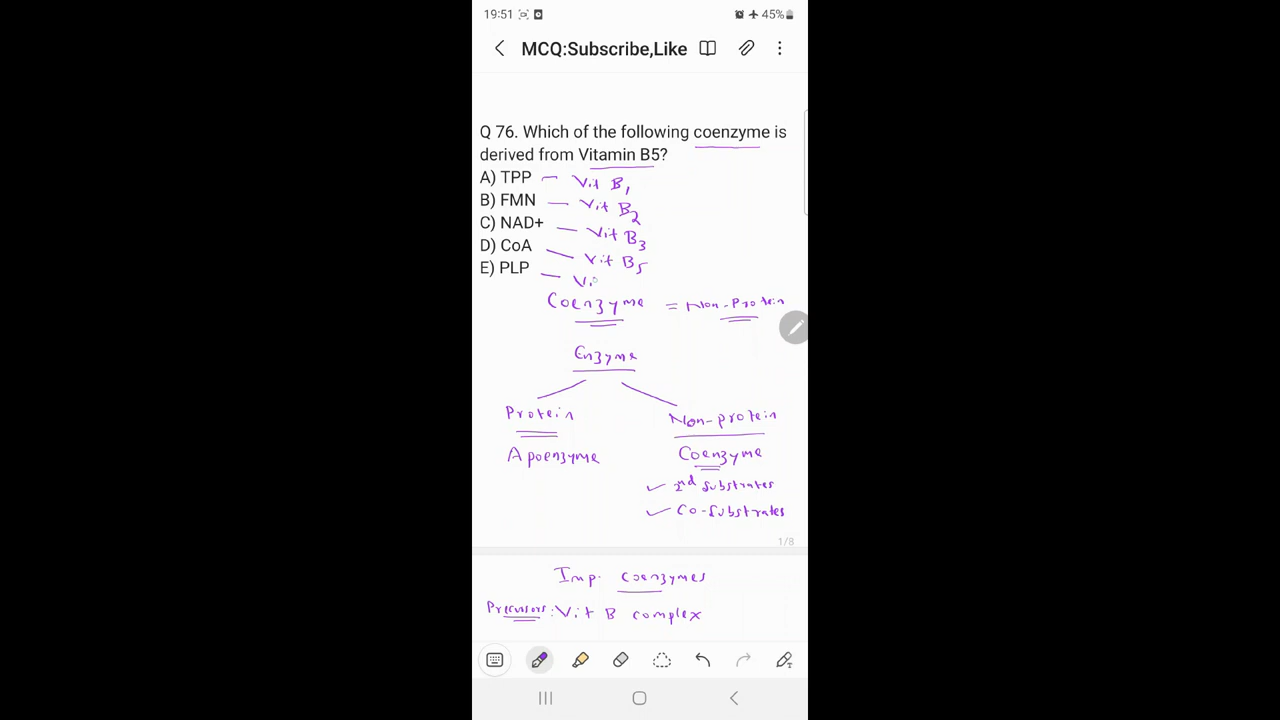 19:51 45%
MCQ:Subscribe,Like
Q 76. Which of the following coenzyme is
derived from Vitamin B5?
A) TPP — Vit B1
B) FMN — Vit B2
C) NAD+ — Vit B3
D) CoA — Vit B5
E) PLP — Vi
Coenzyme = Non-Protein
Enzyme
Protein Non-protein
Apoenzyme Coenzyme
✓ 2nd substrates
✓ Co-substrates
1/8
Imp. coenzymes
Precursors: Vit B complex